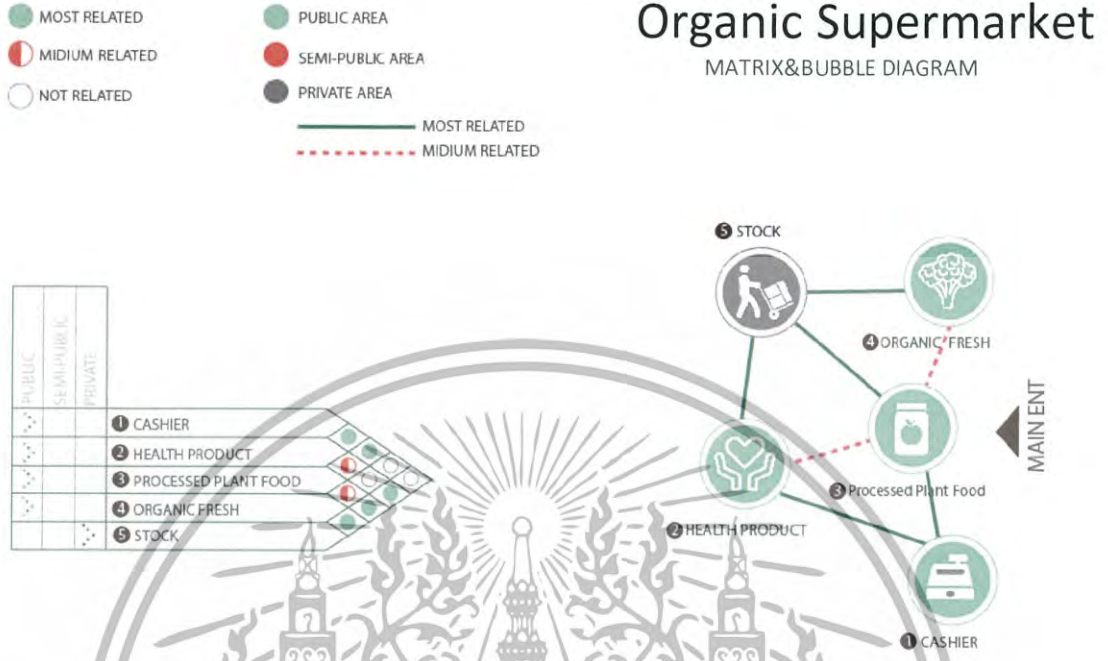 MOST RELATED
MIDIUM RELATED
NOT RELATED
PUBLIC AREA
SEMI-PUBLIC AREA
PRIVATE AREA
MOST RELATED
MIDIUM RELATED
Organic Supermarket
MATRIX&BUBBLE DIAGRAM
PUBLIC
SEMI-PUBLIC
PRIVATE
1 CASHIER
2 HEALTH PRODUCT
3 PROCESSED PLANT FOOD
4 ORGANIC FRESH
5 STOCK
5 STOCK
4 ORGANIC FRESH
MAIN ENT
3 Processed Plant Food
2 HEALTH PRODUCT
1 CASHIER